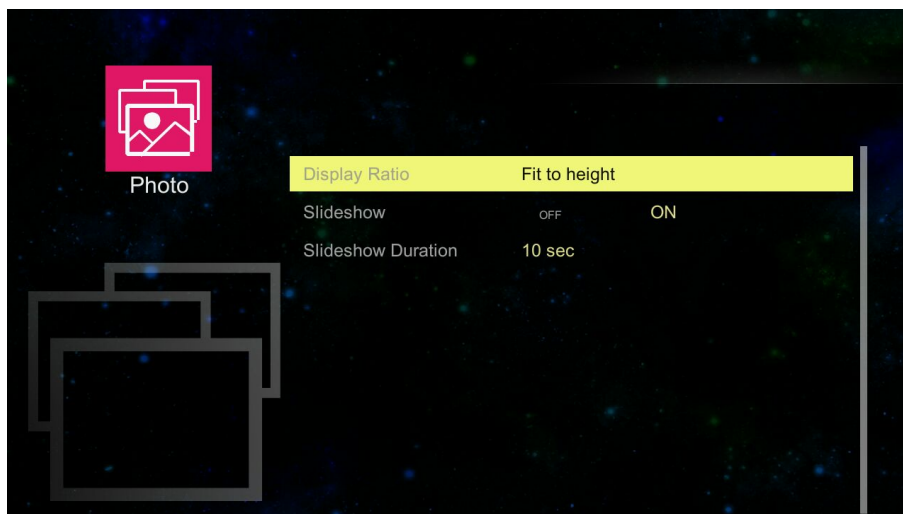 Photo
Display Ratio Fit to height
Slideshow OFF ON
Slideshow Duration 10 sec